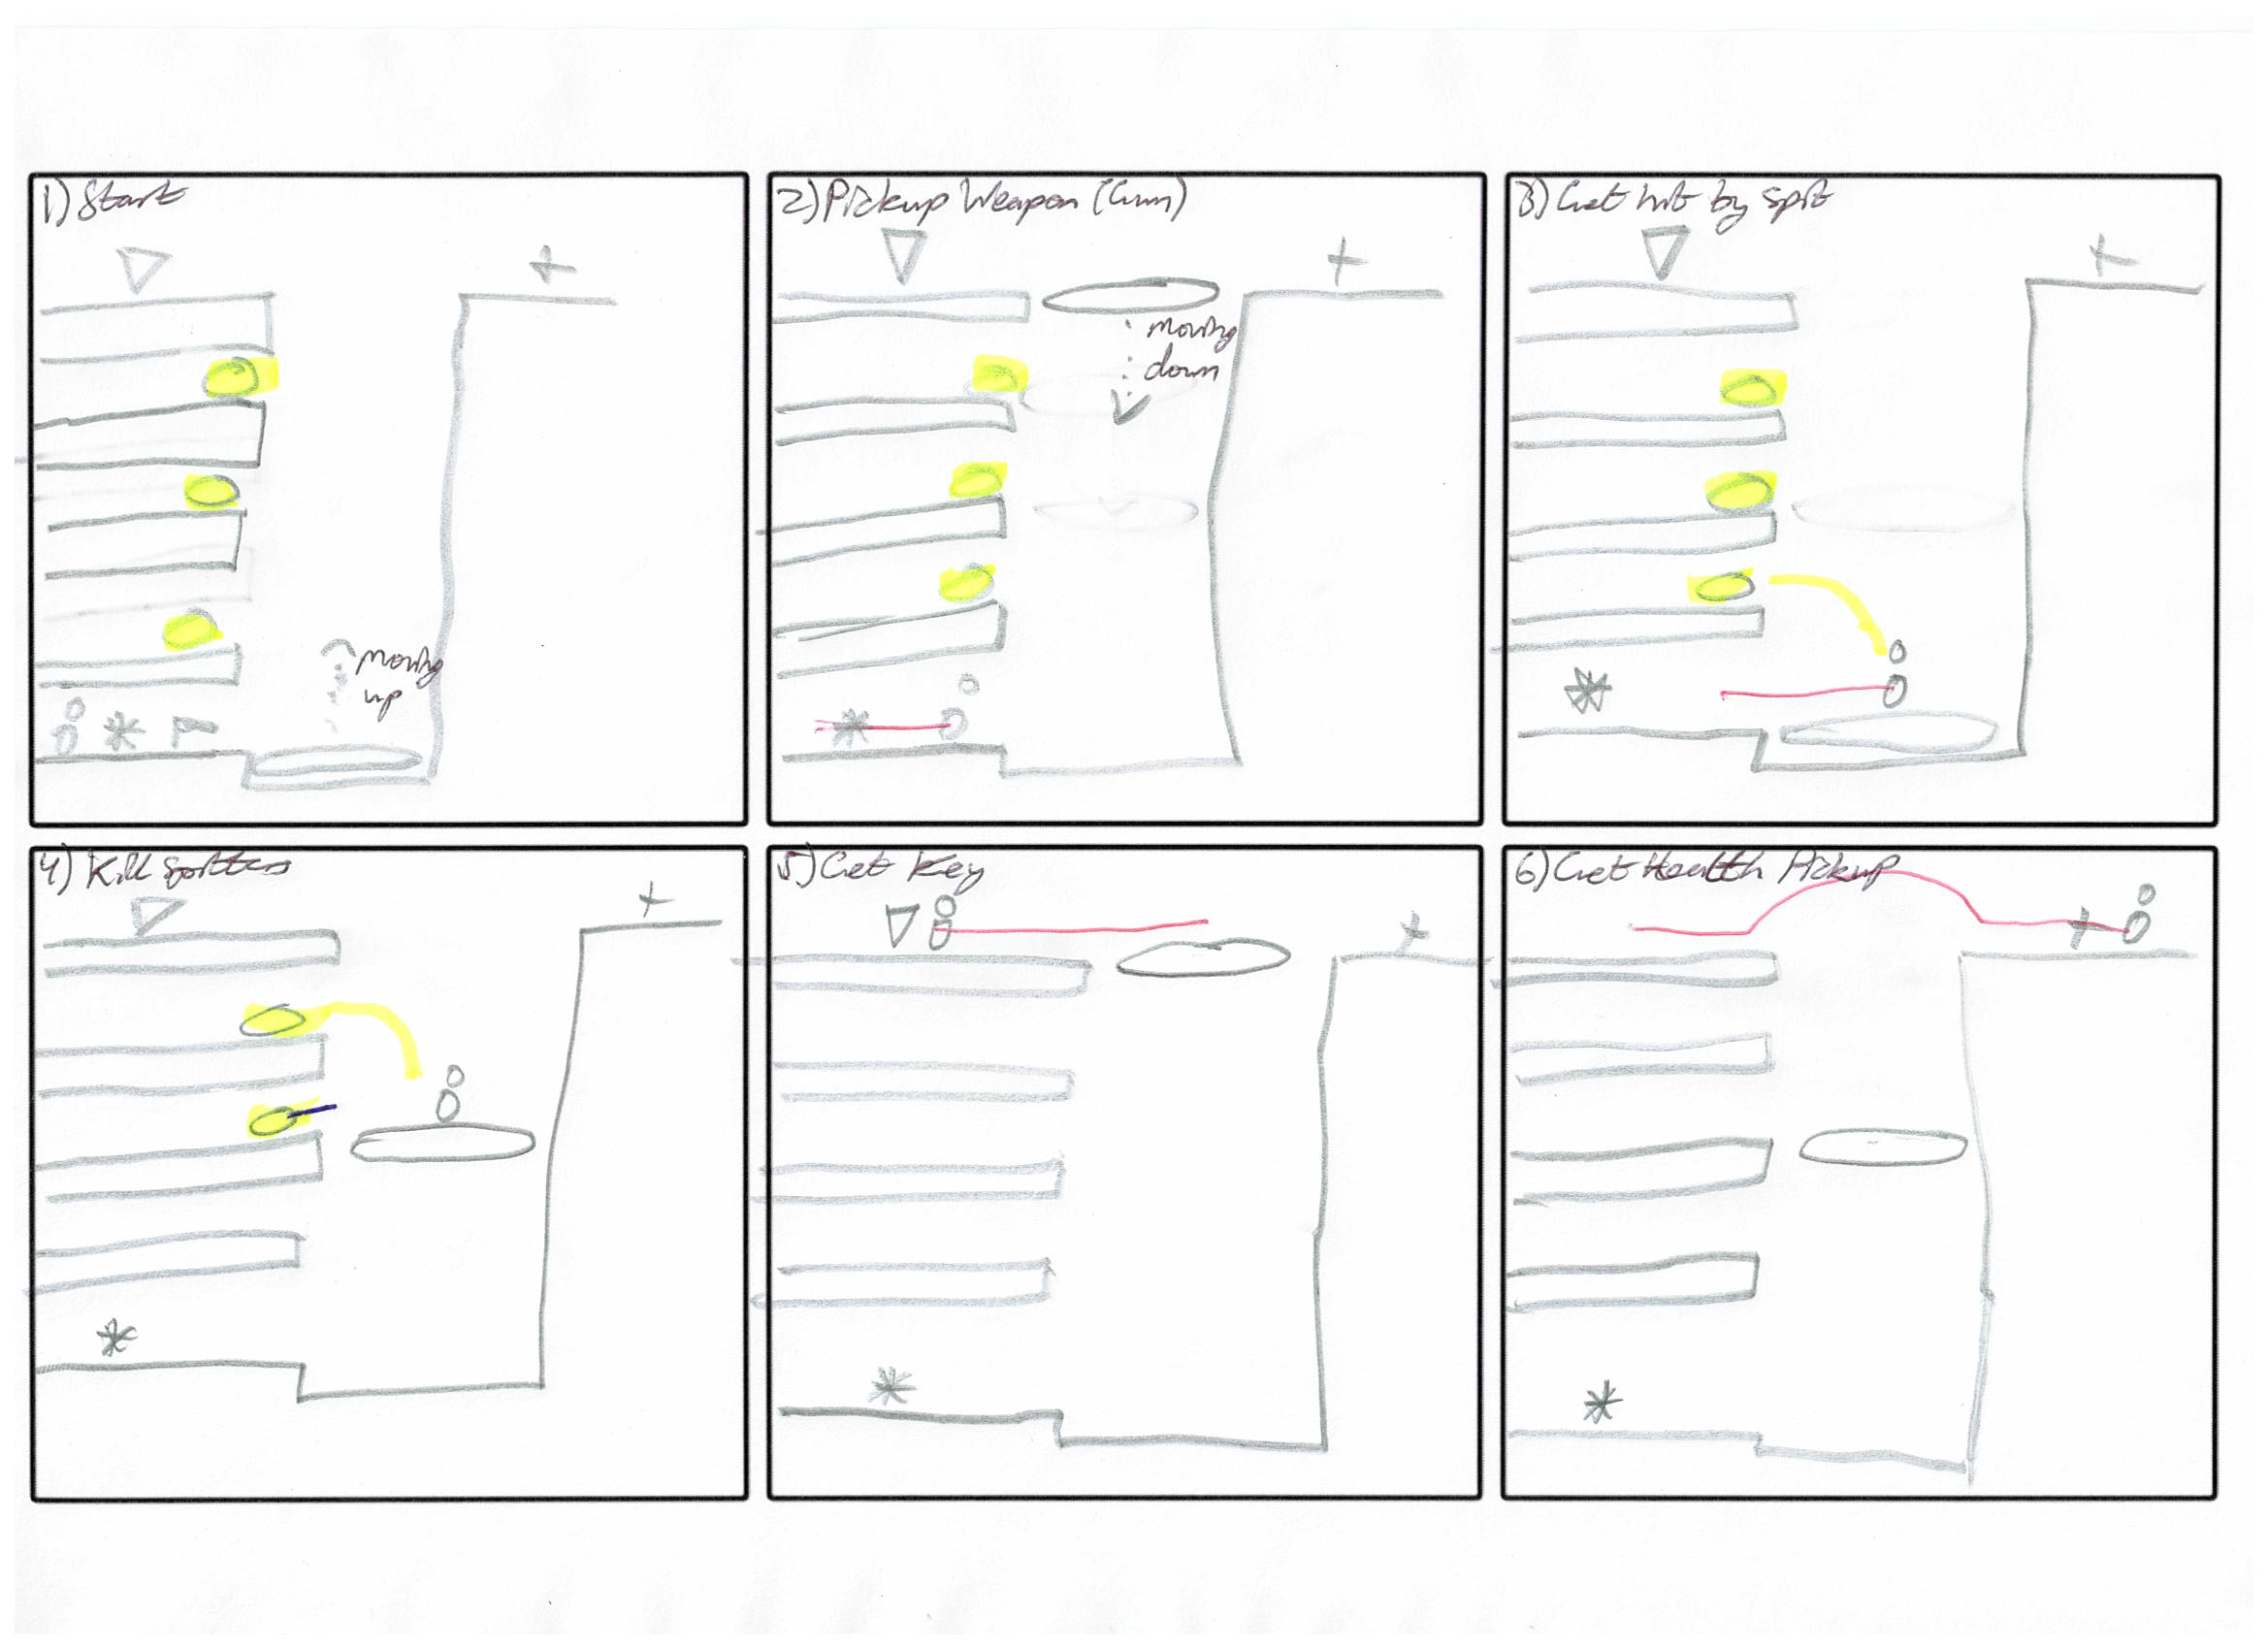 1) Start
moving
up
2) Pickup Weapon (Gun)
moving
down
3) Get hit by spit
4) Kill spitters
5) Get Key
6) Get Health Pickup